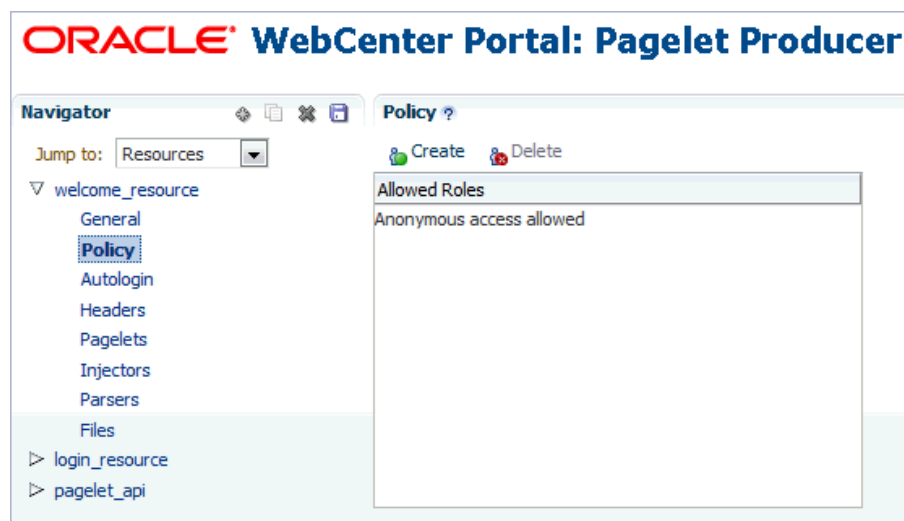 ORACLE® WebCenter Portal: Pagelet Producer
Navigator
Jump to: Resources
welcome_resource
General
Policy
Autologin
Headers
Pagelets
Injectors
Parsers
Files
login_resource
pagelet_api
Policy ?
Create Delete
Allowed Roles
Anonymous access allowed